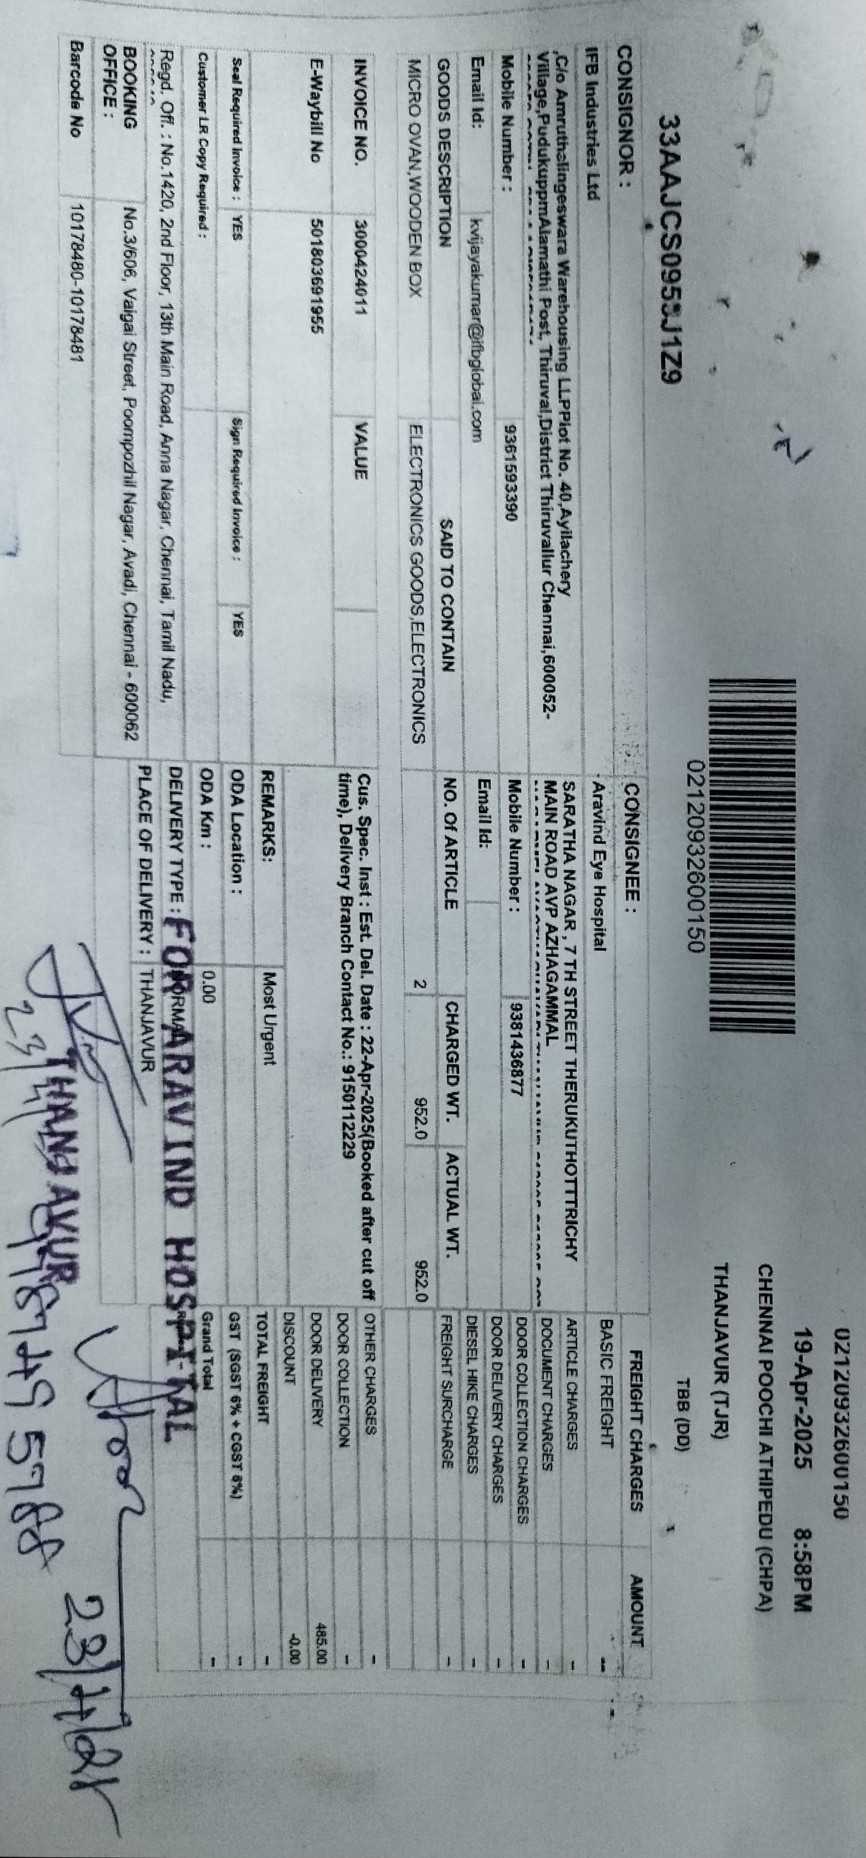 021209326​00150
19-Apr-2025 8:58PM
CHENNAI POOCHI ATHIPEDU (CHPA)
THANJAVUR (TJR)
TBB (DD)
02120932600150
33AAJCS0955J1Z9
CONSIGNOR :
IFB Industries Ltd
,C/o Amruthalingeswara Warehousing LLPPlot No. 40,Ayilachery
Village,PudukuppmAlamathi Post, Thiruval,District Thiruvallur Chennai,600052-
Mobile Number : 9361593390
Email Id: kvijayakumar@ifbglobal.com
CONSIGNEE :
Aravind Eye Hospital
SARATHA NAGAR , 7 TH STREET THERUKUTHOTTTRICHY
MAIN ROAD AVP AZHAGAMMAL
Mobile Number : 9381436877
Email Id:
GOODS DESCRIPTION SAID TO CONTAIN NO. Of ARTICLE CHARGED WT. ACTUAL WT.
MICRO OVAN,WOODEN BOX ELECTRONICS GOODS,ELECTRONICS 2 952.0 952.0
INVOICE NO. 3000424011 VALUE
E-Waybill No 501803691955
Cus. Spec. Inst : Est. Del. Date : 22-Apr-2025(Booked after cut off
time), Delivery Branch Contact No.: 9150112229
Seal Required Invoice : YES Sign Required Invoice : YES
Customer LR Copy Required :
REMARKS: Most Urgent
ODA Location :
ODA Km : 0.00
Regd. Off. : No.1420, 2nd Floor, 13th Main Road, Anna Nagar, Chennai, Tamil Nadu,
BOOKING OFFICE : No.3/606, Vaigai Street, Poompozhil Nagar, Avadi, Chennai - 600062
Barcode No 10178480-10178481
DELIVERY TYPE : NORMAL
PLACE OF DELIVERY : THANJAVUR
FREIGHT CHARGES AMOUNT
BASIC FREIGHT --
ARTICLE CHARGES --
DOCUMENT CHARGES --
DOOR COLLECTION CHARGES --
DOOR DELIVERY CHARGES --
DIESEL HIKE CHARGES --
FREIGHT SURCHARGE --
OTHER CHARGES --
DOOR COLLECTION --
DOOR DELIVERY 485.00
DISCOUNT -0.00
TOTAL FREIGHT --
GST (SGST 6% + CGST 6%) --
Grand Total --
FOR ARAVIND HOSPITAL
THANJAVUR
23/4/25